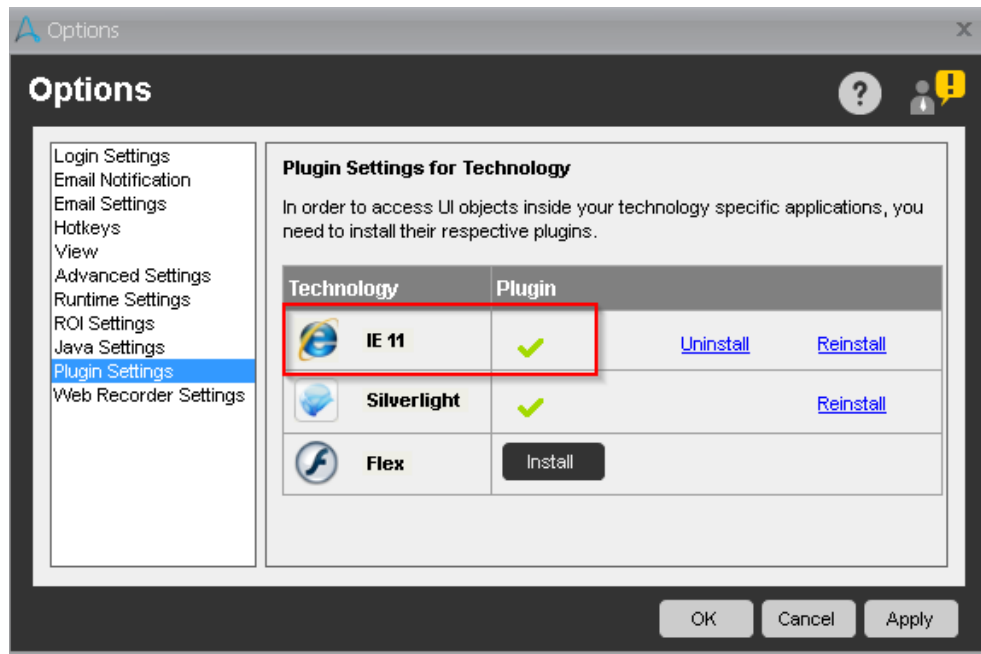 Options
Options
Login Settings
Email Notification
Email Settings
Hotkeys
View
Advanced Settings
Runtime Settings
ROI Settings
Java Settings
Plugin Settings
Web Recorder Settings
Plugin Settings for Technology
In order to access UI objects inside your technology specific applications, you
need to install their respective plugins.
Technology Plugin
IE 11 Uninstall Reinstall
Silverlight Reinstall
Flex Install
OK Cancel Apply